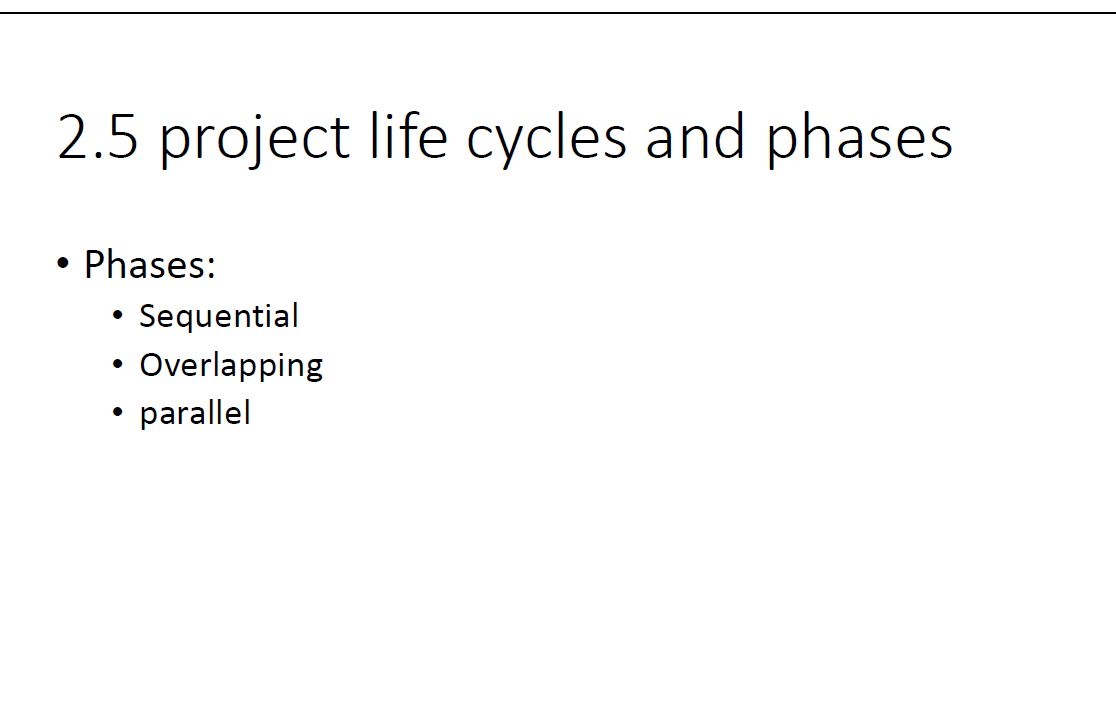 2.5 project life cycles and phases
• Phases:
• Sequential
• Overlapping
• parallel